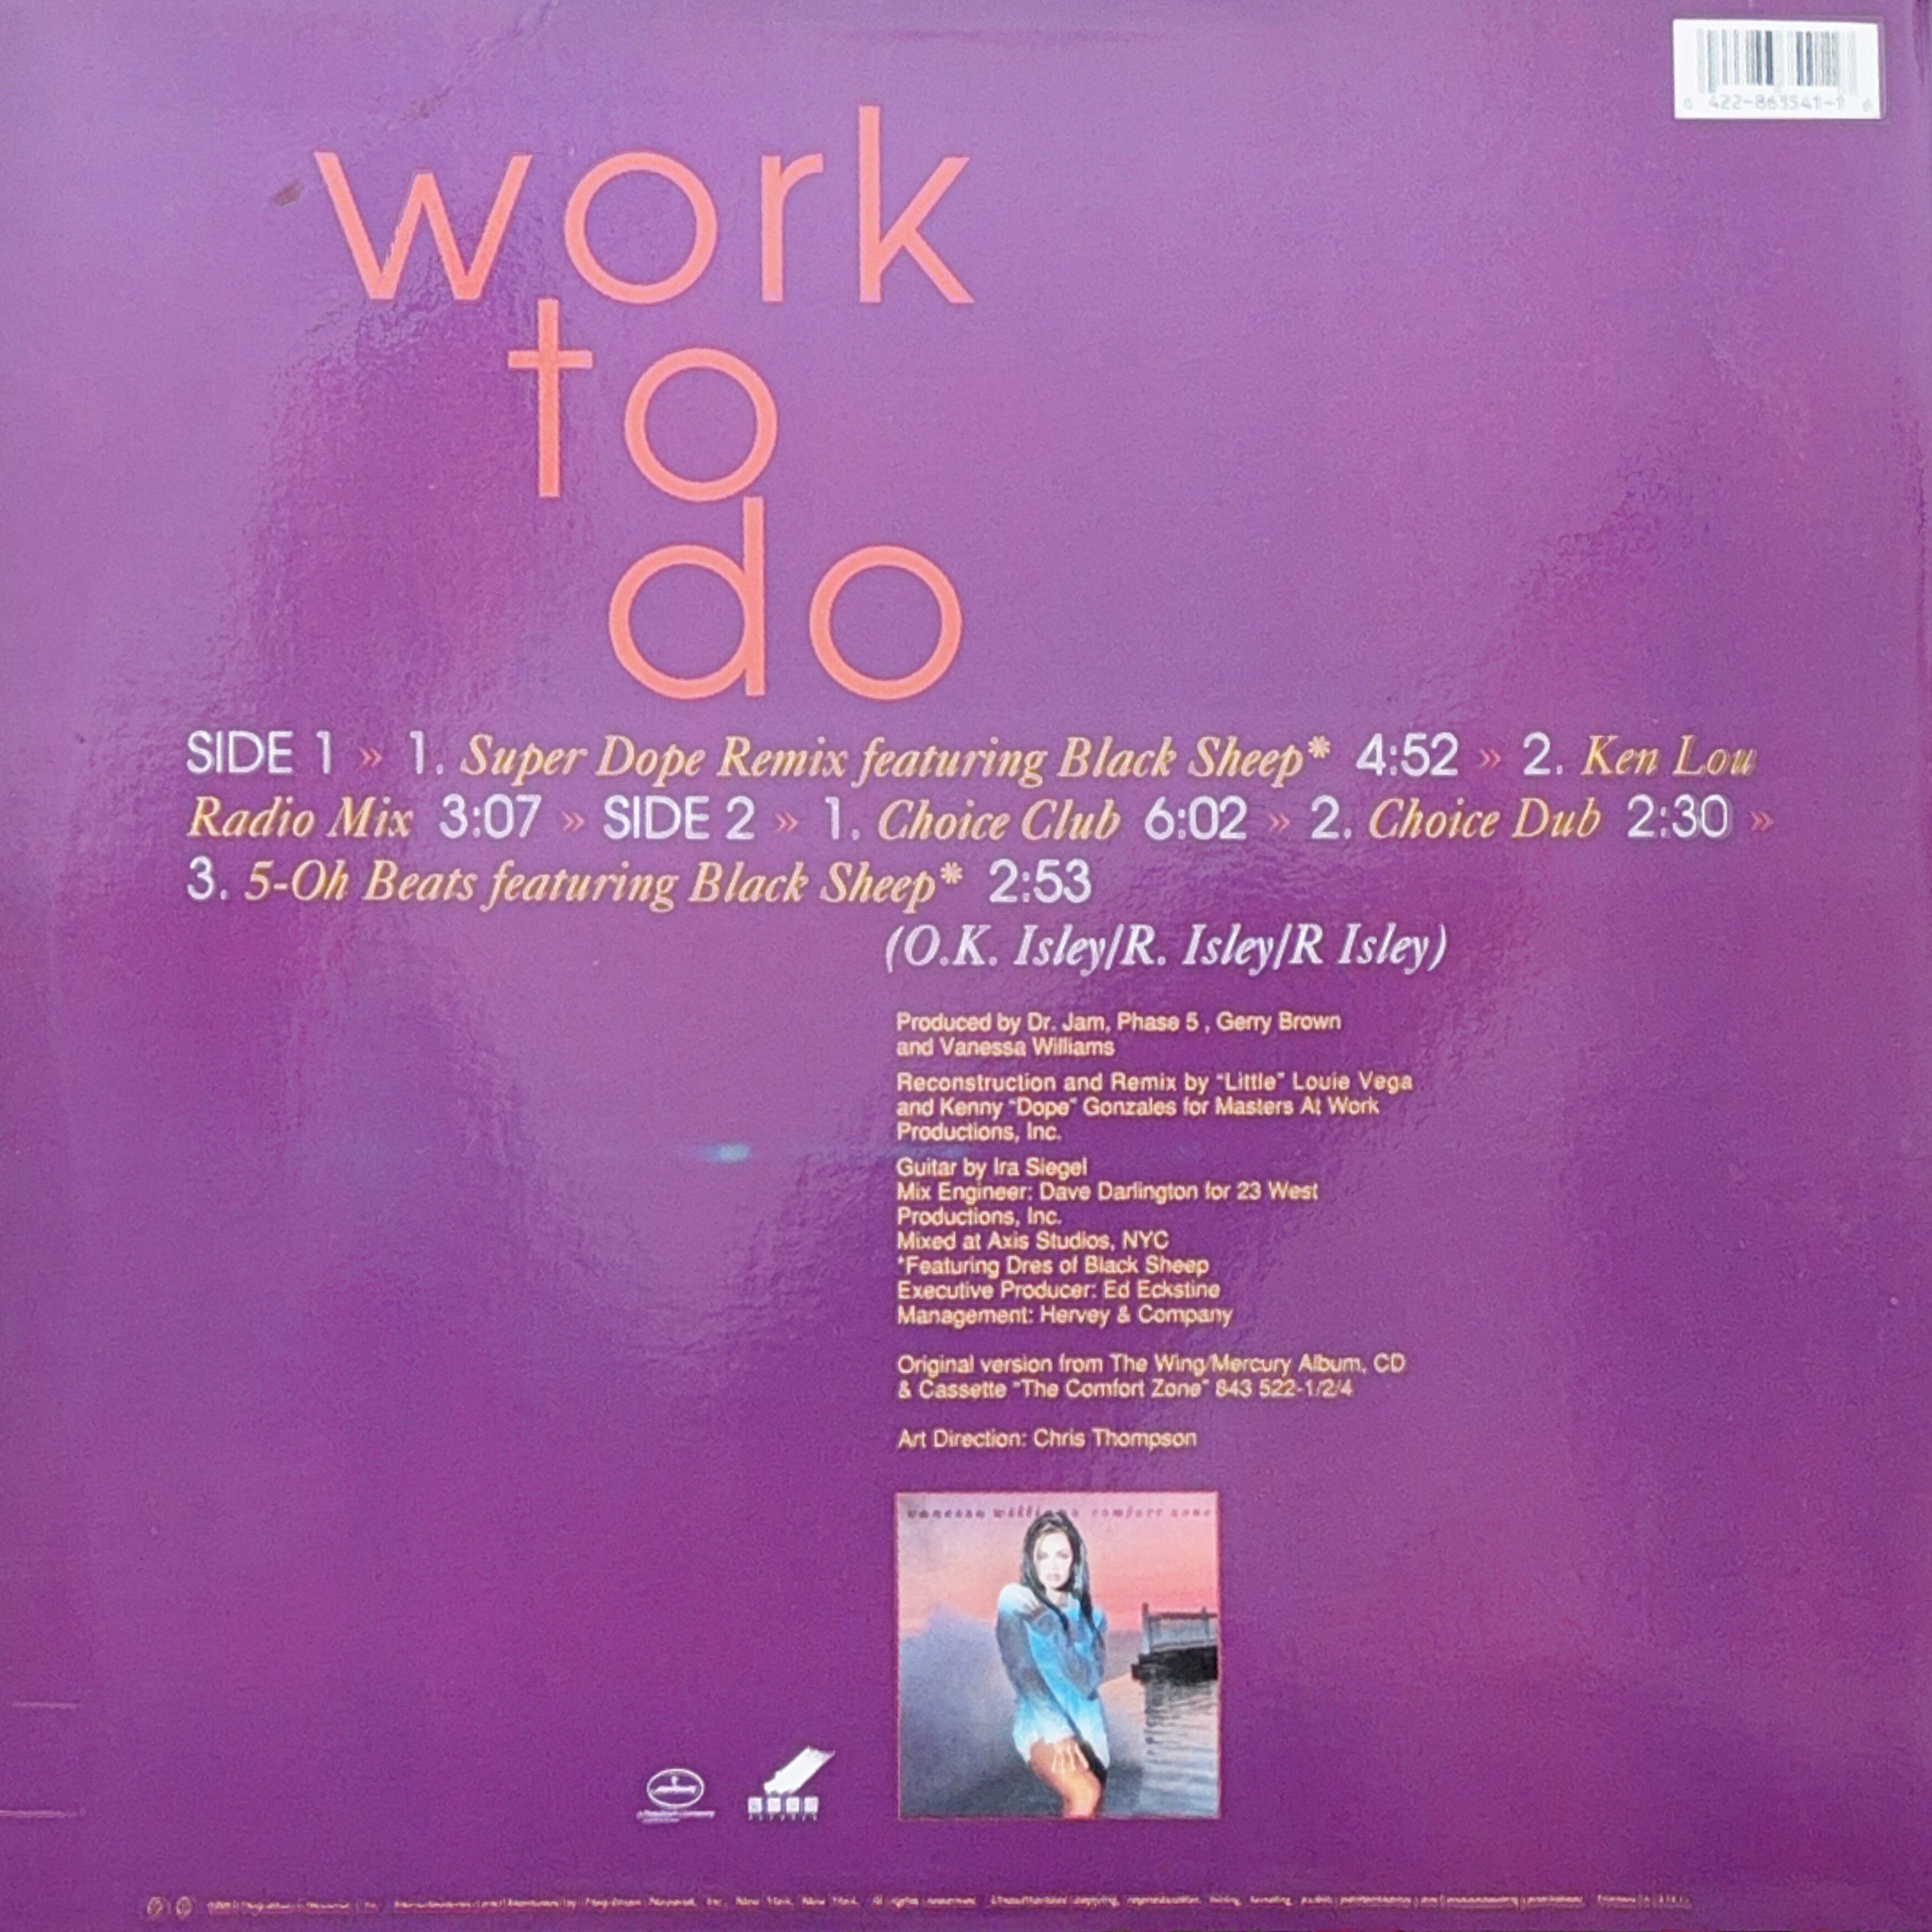 422-863541-1
work
to
do
SIDE 1 » 1. Super Dope Remix featuring Black Sheep* 4:52 » 2. Ken Lou
Radio Mix 3:07 » SIDE 2 » 1. Choice Club 6:02 » 2. Choice Dub 2:30 »
3. 5-Oh Beats featuring Black Sheep* 2:53
(O.K. Isley/R. Isley/R Isley)
Produced by Dr. Jam, Phase 5 , Gerry Brown
and Vanessa Williams
Reconstruction and Remix by "Little" Louie Vega
and Kenny "Dope" Gonzales for Masters At Work
Productions, Inc.
Guitar by Ira Siegel
Mix Engineer: Dave Darlington for 23 West
Productions, Inc.
Mixed at Axis Studios, NYC
*Featuring Dres of Black Sheep
Executive Producer: Ed Eckstine
Management: Hervey & Company
Original version from The Wing/Mercury Album, CD
& Cassette "The Comfort Zone" 843 522-1/2/4
Art Direction: Chris Thompson
vanessa williams comfort zone